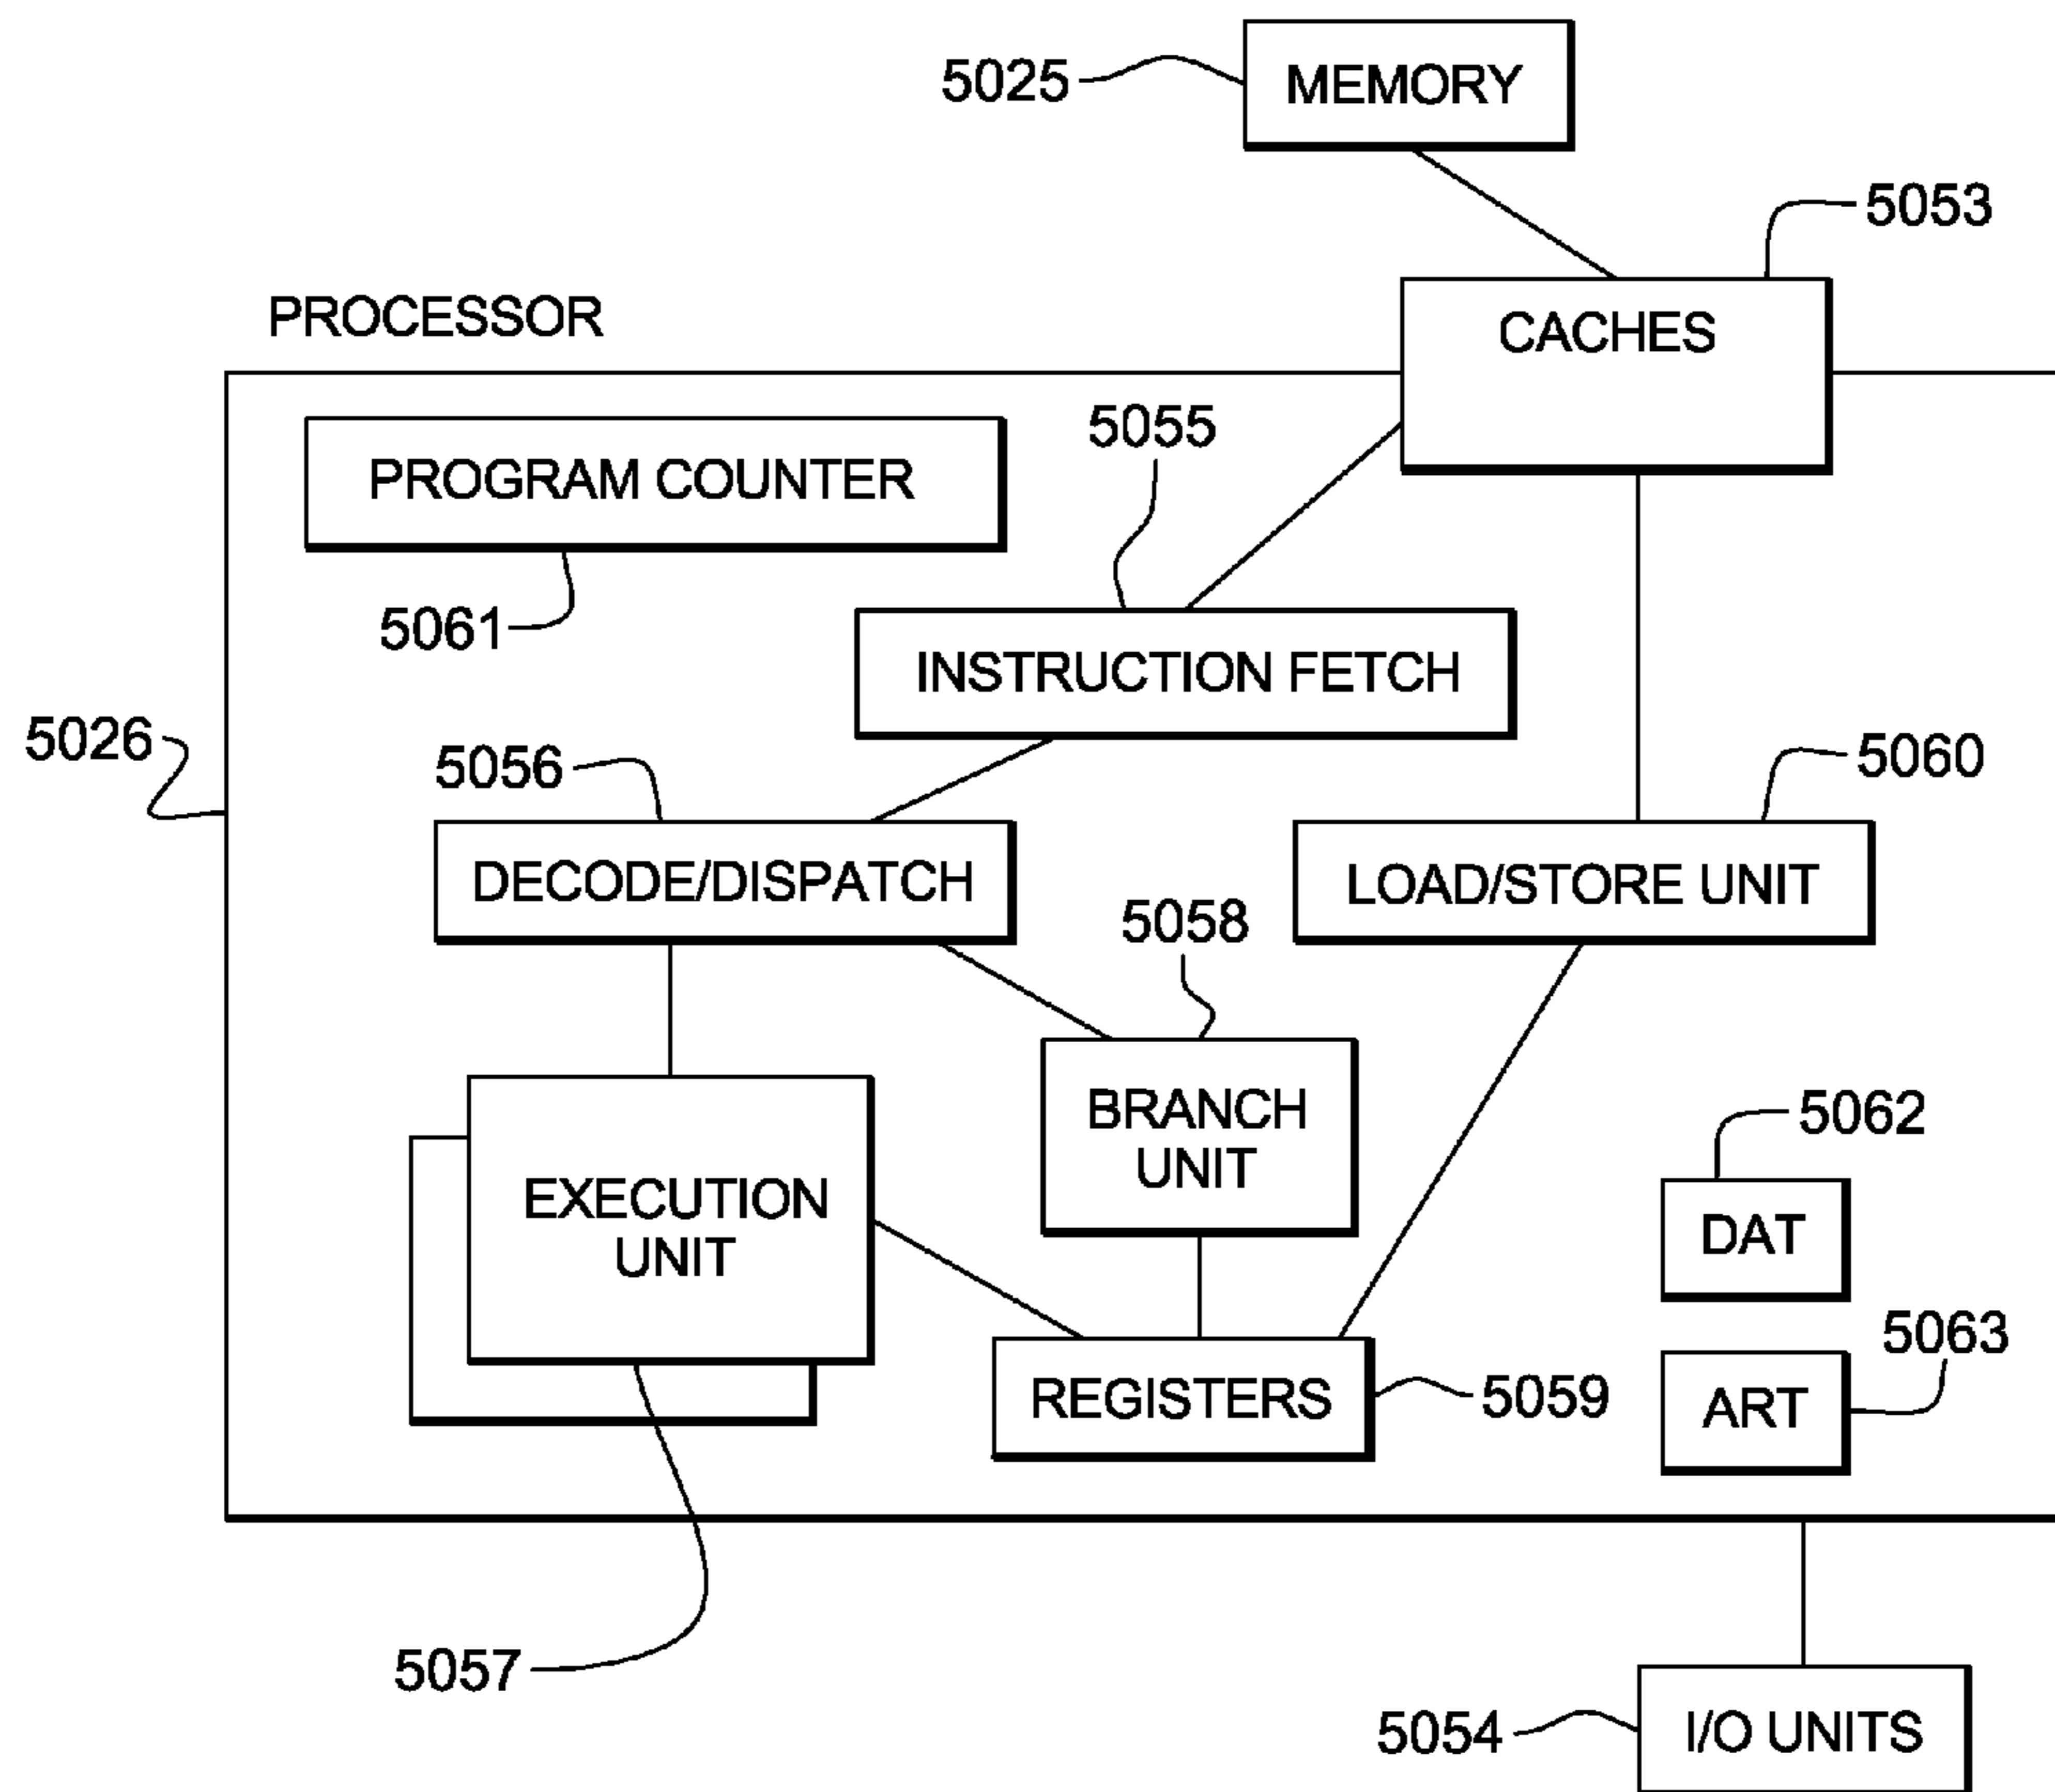 5025
MEMORY
5053
PROCESSOR
CACHES
5055
PROGRAM COUNTER
5061
INSTRUCTION FETCH
5026
5056
5060
DECODE/DISPATCH
LOAD/STORE UNIT
5058
BRANCH
UNIT
5062
EXECUTION
UNIT
DAT
5063
REGISTERS
5059
ART
5057
5054
I/O UNITS